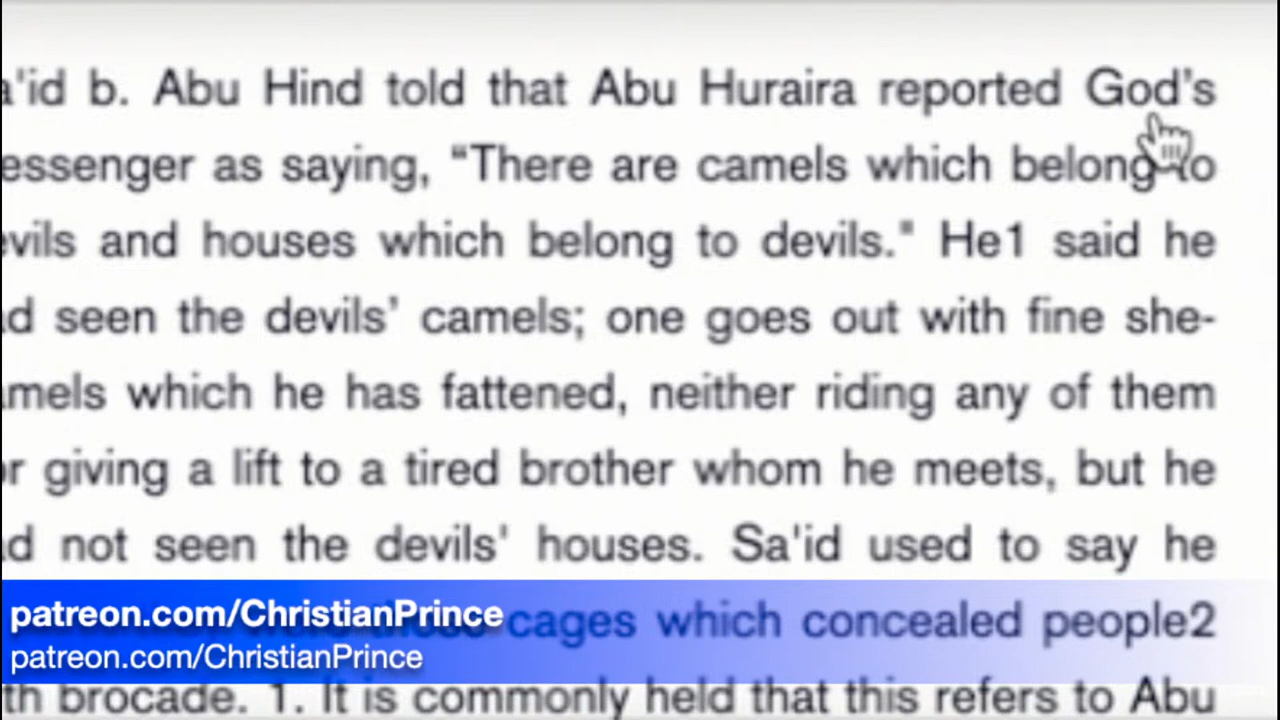 a'id b. Abu Hind told that Abu Huraira reported God's
essenger as saying, “There are camels which belong to
evils and houses which belong to devils." He1 said he
ad seen the devils’ camels; one goes out with fine she-
amels which he has fattened, neither riding any of them
or giving a lift to a tired brother whom he meets, but he
ad not seen the devils’ houses. Sa'id used to say he
cages which concealed people2
patreon.com/ChristianPrince
patreon.com/ChristianPrince
th brocade. 1. It is commonly held that this refers to Abu